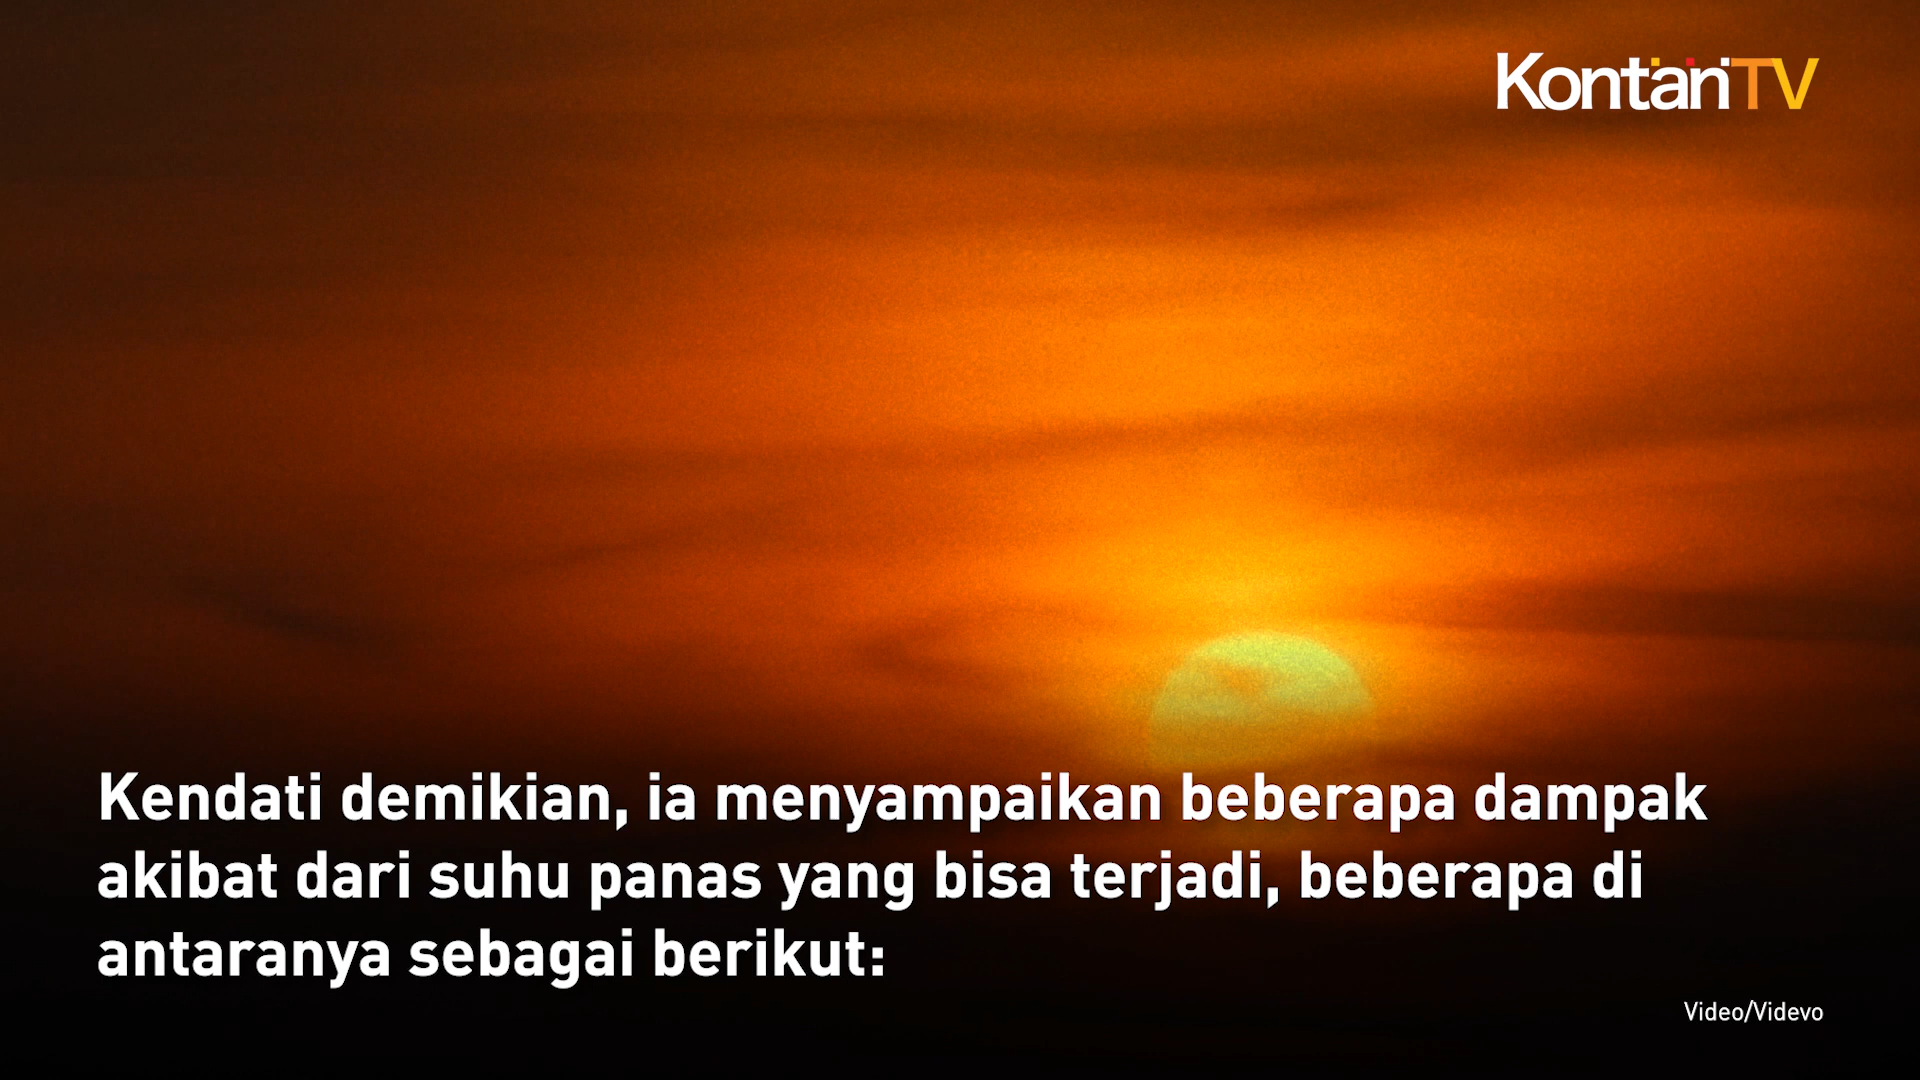 KontanTV
Kendati demikian, ia menyampaikan beberapa dampak
akibat dari suhu panas yang bisa terjadi, beberapa di
antaranya sebagai berikut:
Video/Videvo